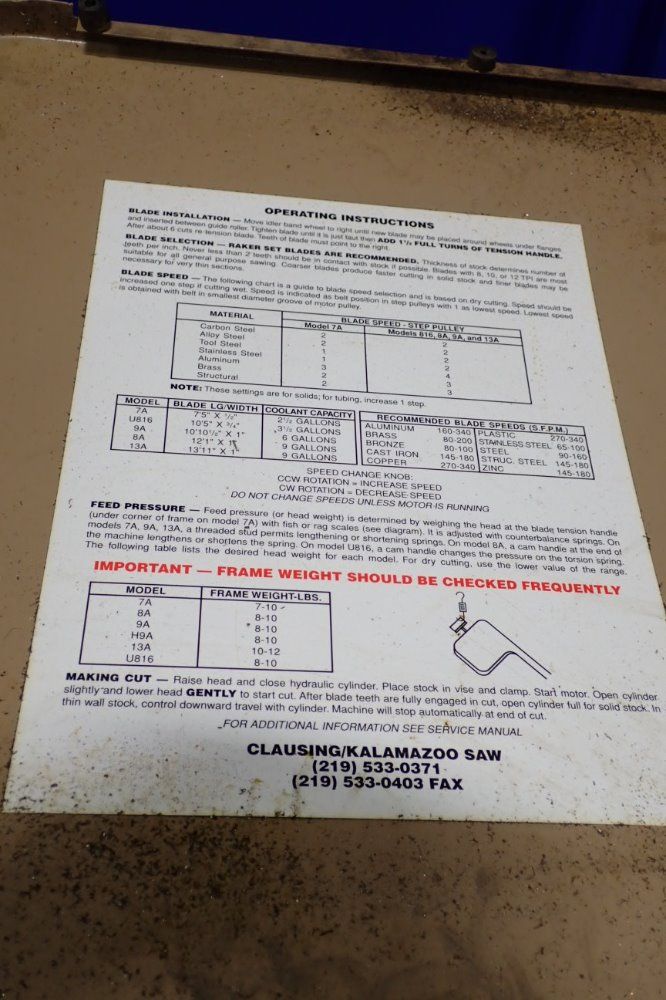 OPERATING INSTRUCTIONS
BLADE INSTALLATION — Move idler band wheel to right until new blade may be placed around wheels under flanges
and inserted between guide roller. Tighten blade until it is just taut then ADD 1½ FULL TURNS OF TENSION HANDLE.
After about 6 cuts re tension blade. Teeth of blade must point to the right.
BLADE SELECTION — RAKER SET BLADES ARE RECOMMENDED. Thickness of stock determines number of
teeth per inch. Never less than 2 teeth should be in contact with stock if possible. Blades with 8, 10, or 12 TPI are most
suitable for all general purpose sawing. Coarser blades produce faster cutting in solid stock and finer blades may be
necessary for very thin sections.
BLADE SPEED — The following chart is a guide to blade speed selection and is based on dry cutting. Speed should be
increased one step if cutting wet. Speed is indicated as belt position in step pulleys with 1 as lowest speed. Lowest speed
is obtained with belt in smallest diameter groove of motor pulley.
MATERIAL BLADE SPEED - STEP PULLEY
Model 7A Models 816, 8A, 9A, and 13A
Carbon Steel 2 2
Alloy Steel 2 2
Tool Steel 1 2
Stainless Steel 1 2
Aluminum 3 4
Brass 2 3
Structural 2 3
NOTE: These settings are for solids; for tubing, increase 1 step.
MODEL BLADE LG/WIDTH COOLANT CAPACITY
7A 7'5" X ½" 2½ GALLONS
U816 10'5" X ¾" 3½ GALLONS
9A 10'10½" X 1" 6 GALLONS
8A 12'1" X 1" 9 GALLONS
13A 13'11" X 1" 9 GALLONS
RECOMMENDED BLADE SPEEDS (S.F.P.M.)
ALUMINUM 160-340 PLASTIC 270-340
BRASS 80-200 STAINLESS STEEL 65-100
BRONZE 80-100 STEEL 90-160
CAST IRON 145-180 STRUC. STEEL 145-180
COPPER 270-340 ZINC 145-180
SPEED CHANGE KNOB:
CCW ROTATION = INCREASE SPEED
CW ROTATION = DECREASE SPEED
DO NOT CHANGE SPEEDS UNLESS MOTOR IS RUNNING
FEED PRESSURE — Feed pressure (or head weight) is determined by weighing the head at the blade tension handle
(under corner of frame on model 7A) with fish or rag scales (see diagram). It is adjusted with counterbalance springs. On
models 7A, 9A, 13A, a threaded stud permits lengthening or shortening springs. On model 8A, a cam handle at the end of
the machine lengthens or shortens the spring. On model U816, a cam handle changes the pressure on the torsion spring.
The following table lists the desired head weight for each model. For dry cutting, use the lower value of the range.
IMPORTANT — FRAME WEIGHT SHOULD BE CHECKED FREQUENTLY
MODEL FRAME WEIGHT-LBS.
7A 7-10
8A 8-10
9A 8-10
H9A 8-10
13A 10-12
U816 8-10
MAKING CUT — Raise head and close hydraulic cylinder. Place stock in vise and clamp. Start motor. Open cylinder
slightly and lower head GENTLY to start cut. After blade teeth are fully engaged in cut, open cylinder full for solid stock. In
thin wall stock, control downward travel with cylinder. Machine will stop automatically at end of cut.
FOR ADDITIONAL INFORMATION SEE SERVICE MANUAL
CLAUSING/KALAMAZOO SAW
(219) 533-0371
(219) 533-0403 FAX